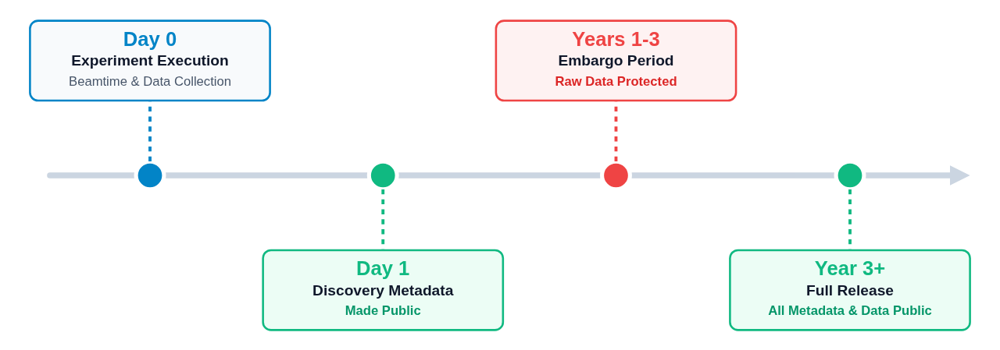 Day 0
Experiment Execution
Beamtime & Data Collection
Day 1
Discovery Metadata
Made Public
Years 1-3
Embargo Period
Raw Data Protected
Year 3+
Full Release
All Metadata & Data Public